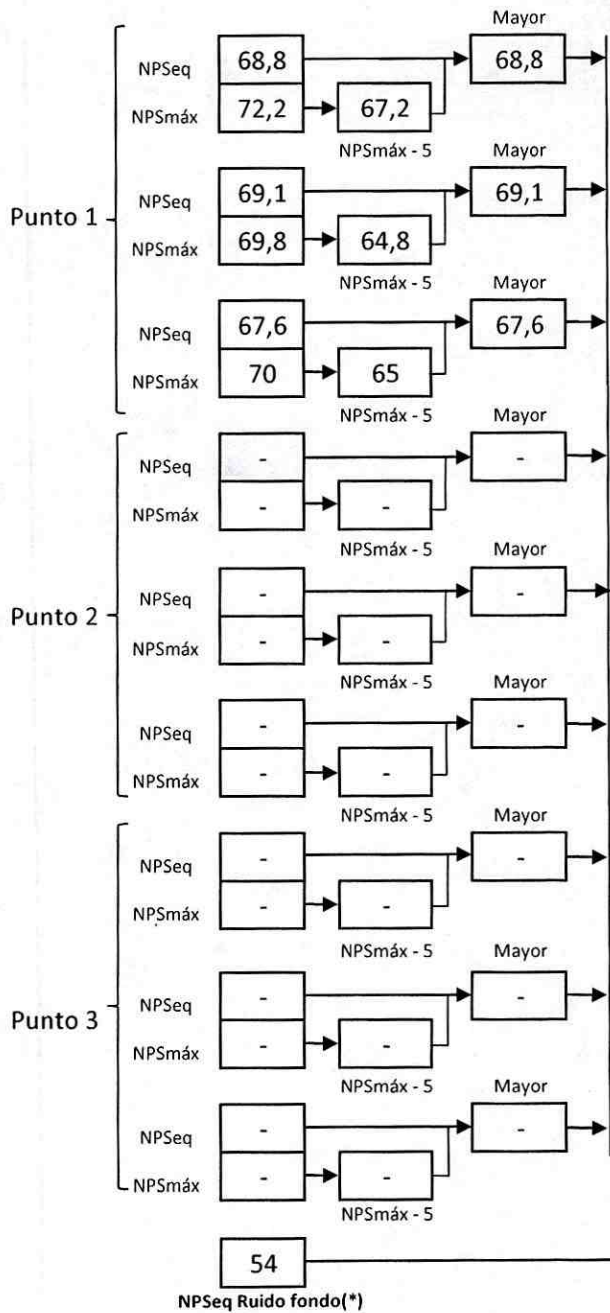 Mayor
NPSeq 68,8 68,8
NPSmáx 72,2 67,2
NPSmáx - 5
Mayor
Punto 1
NPSeq 69,1 69,1
NPSmáx 69,8 64,8
NPSmáx - 5
Mayor
NPSeq 67,6 67,6
NPSmáx 70 65
NPSmáx - 5
Mayor
NPSeq - -
NPSmáx - -
NPSmáx - 5
Mayor
Punto 2
NPSeq - -
NPSmáx - -
NPSmáx - 5
Mayor
NPSeq - -
NPSmáx - -
NPSmáx - 5
Mayor
NPSeq - -
NPSmáx - -
NPSmáx - 5
Mayor
Punto 3
NPSeq - -
NPSmáx - -
NPSmáx - 5
Mayor
NPSeq - -
NPSmáx - -
NPSmáx - 5
54
NPSeq Ruido fondo(*)